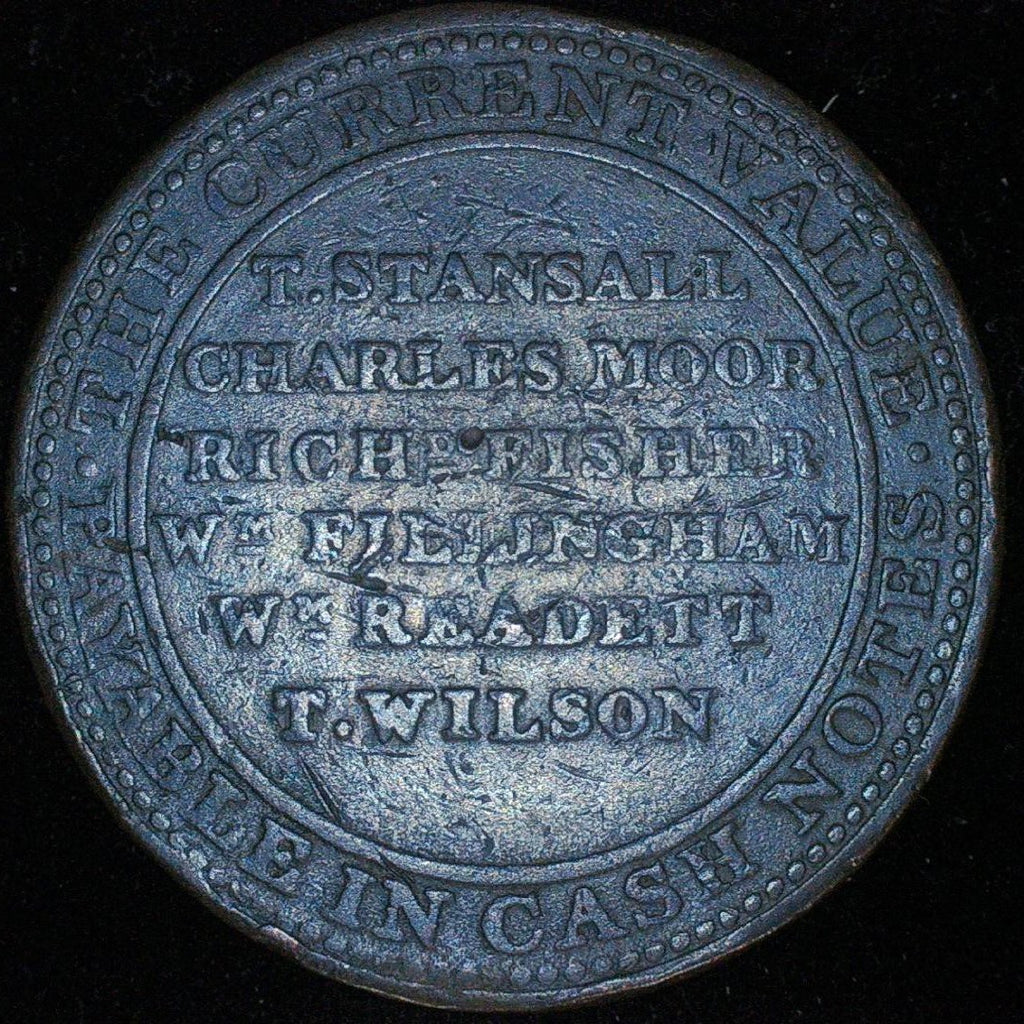 · THE CURRENT VALUE ·
PAYABLE IN CASH NOTES
T. STANSALL
CHARLES MOOR
RICHD FISHER
WM FILLINGHAM
WM READETT
T. WILSON